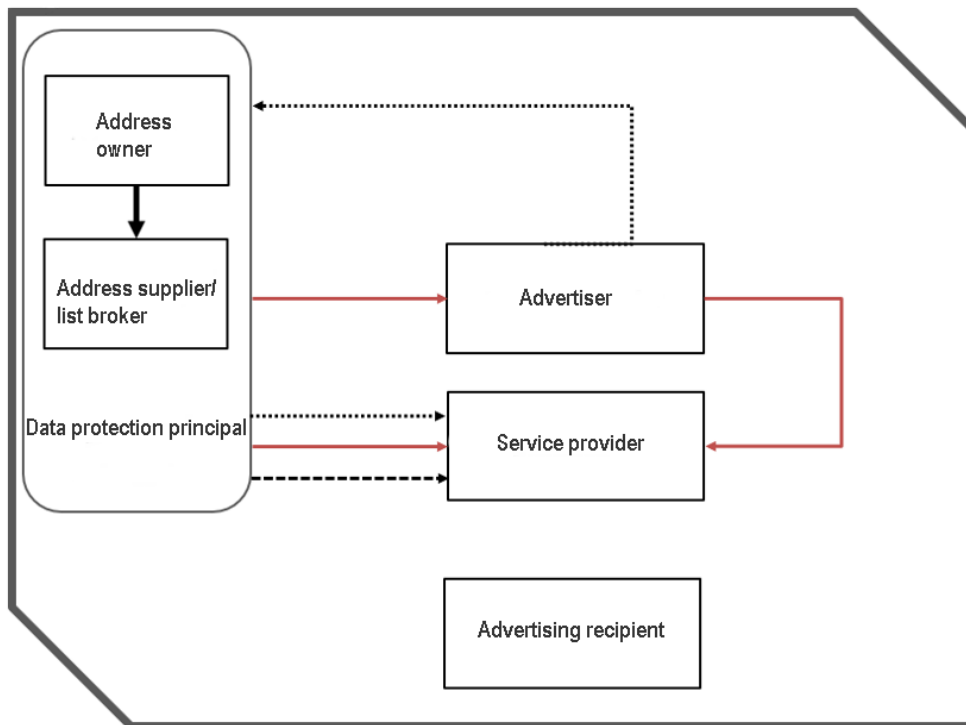 Address
owner
Address supplier/
list broker
Advertiser
Data protection principal
Service provider
Advertising recipient